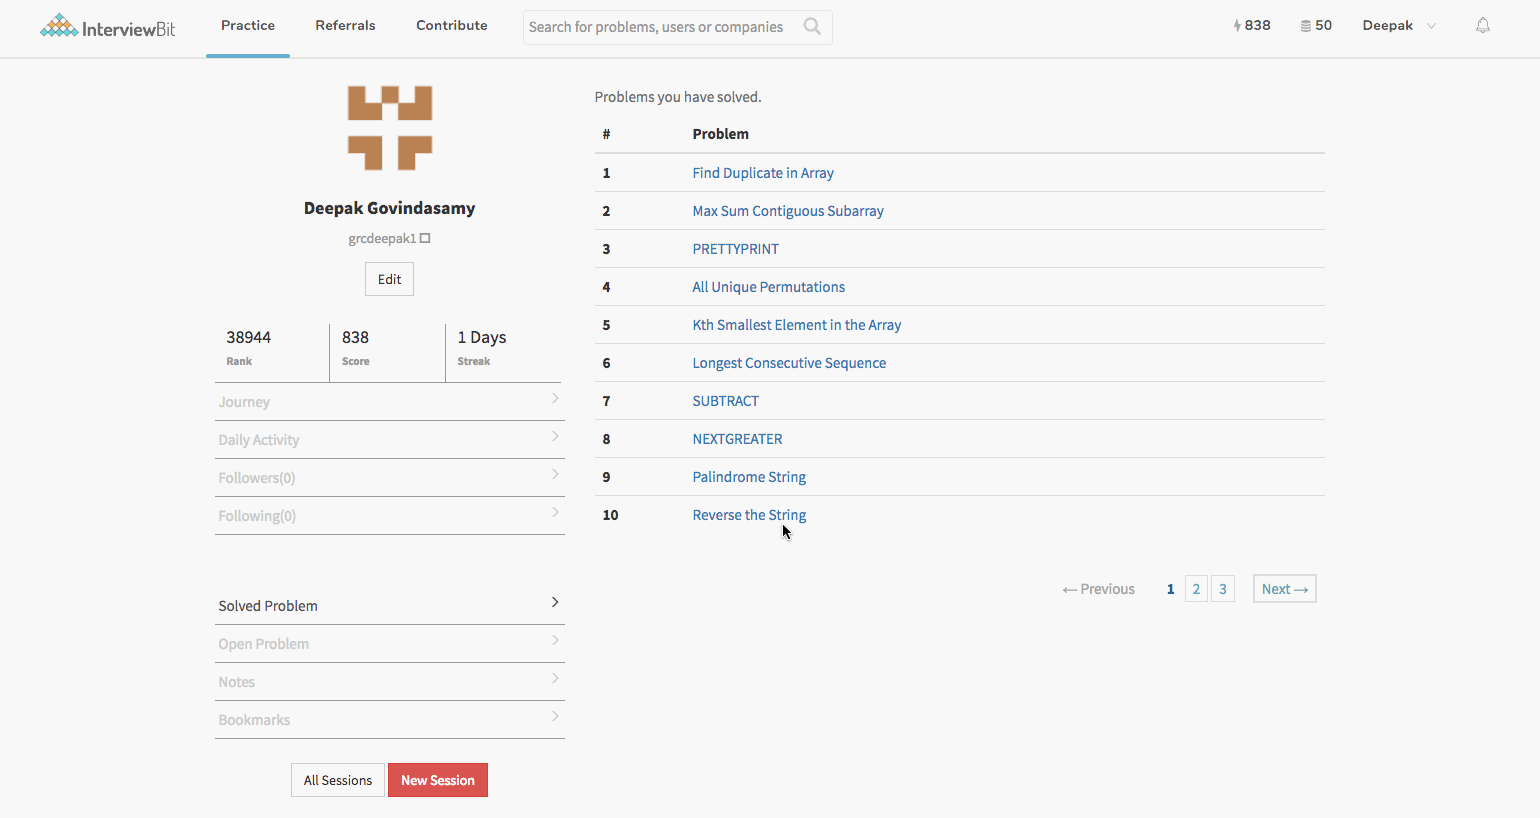 InterviewBit
Practice
Referrals
Contribute
Search for problems, users or companies
838
50
Deepak
Deepak Govindasamy
grcdeepak1
Edit
38944
Rank
838
Score
1 Days
Streak
Journey
Daily Activity
Followers(0)
Following(0)
Solved Problem
Open Problem
Notes
Bookmarks
All Sessions
New Session
Problems you have solved.
# Problem
1 Find Duplicate in Array
2 Max Sum Contiguous Subarray
3 PRETTYPRINT
4 All Unique Permutations
5 Kth Smallest Element in the Array
6 Longest Consecutive Sequence
7 SUBTRACT
8 NEXTGREATER
9 Palindrome String
10 Reverse the String
← Previous 1 2 3 Next →